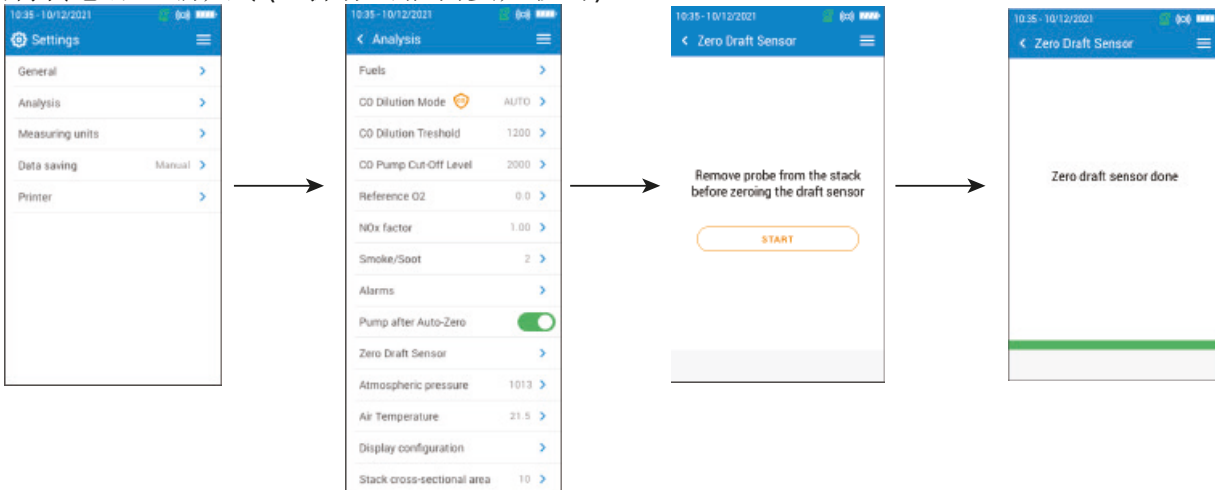 10:35 - 10/12/2021
Settings
General
Analysis
Measuring units
Data saving Manual
Printer
10:35 - 10/12/2021
Analysis
Fuels
CO Dilution Mode AUTO
CO Dilution Treshold 1200
CO Pump Cut-Off Level 2000
Reference O2 0.0
NOx factor 1.00
Smoke/Soot 2
Alarms
Pump after Auto-Zero
Zero Draft Sensor
Atmospheric pressure 1013
Air Temperature 21.5
Display configuration
Stack cross-sectional area 10
10:35 - 10/12/2021
Zero Draft Sensor
Remove probe from the stack
before zeroing the draft sensor
START
10:35 - 10/12/2021
Zero Draft Sensor
Zero draft sensor done